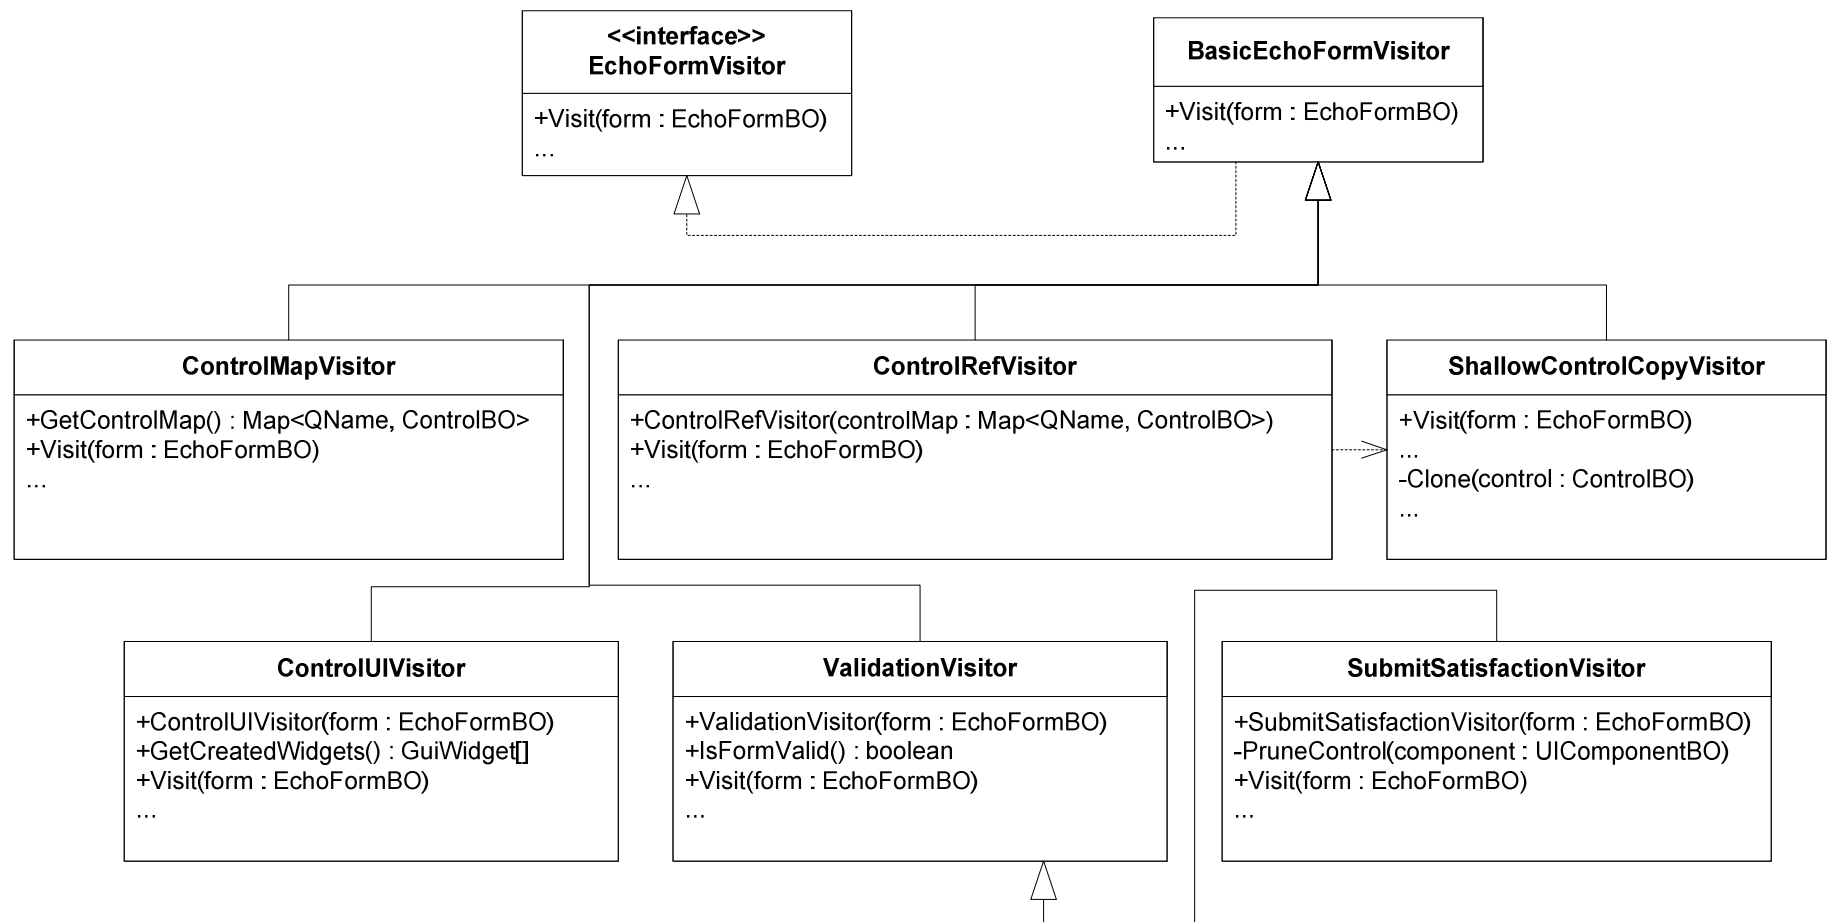 <<interface>>
EchoFormVisitor
+Visit(form : EchoFormBO)
...
BasicEchoFormVisitor
+Visit(form : EchoFormBO)
...
ControlMapVisitor
+GetControlMap() : Map<QName, ControlBO>
+Visit(form : EchoFormBO)
...
ControlRefVisitor
+ControlRefVisitor(controlMap : Map<QName, ControlBO>)
+Visit(form : EchoFormBO)
...
ShallowControlCopyVisitor
+Visit(form : EchoFormBO)
...
-Clone(control : ControlBO)
...
ControlUIVisitor
+ControlUIVisitor(form : EchoFormBO)
+GetCreatedWidgets() : GuiWidget[]
+Visit(form : EchoFormBO)
...
ValidationVisitor
+ValidationVisitor(form : EchoFormBO)
+IsFormValid() : boolean
+Visit(form : EchoFormBO)
...
SubmitSatisfactionVisitor
+SubmitSatisfactionVisitor(form : EchoFormBO)
-PruneControl(component : UIComponentBO)
+Visit(form : EchoFormBO)
...